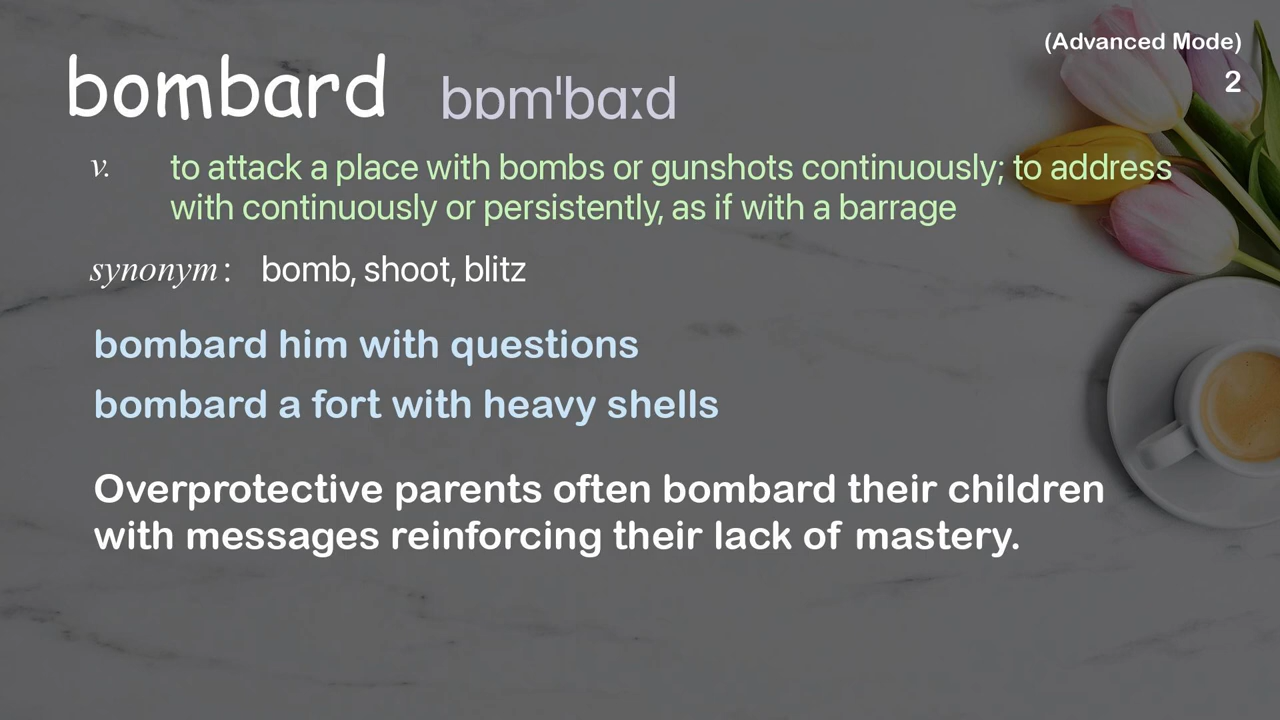 (Advanced Mode)
2
bombard bɒmˈbɑːd
v. to attack a place with bombs or gunshots continuously; to address
with continuously or persistently, as if with a barrage
synonym: bomb, shoot, blitz
bombard him with questions
bombard a fort with heavy shells
Overprotective parents often bombard their children
with messages reinforcing their lack of mastery.